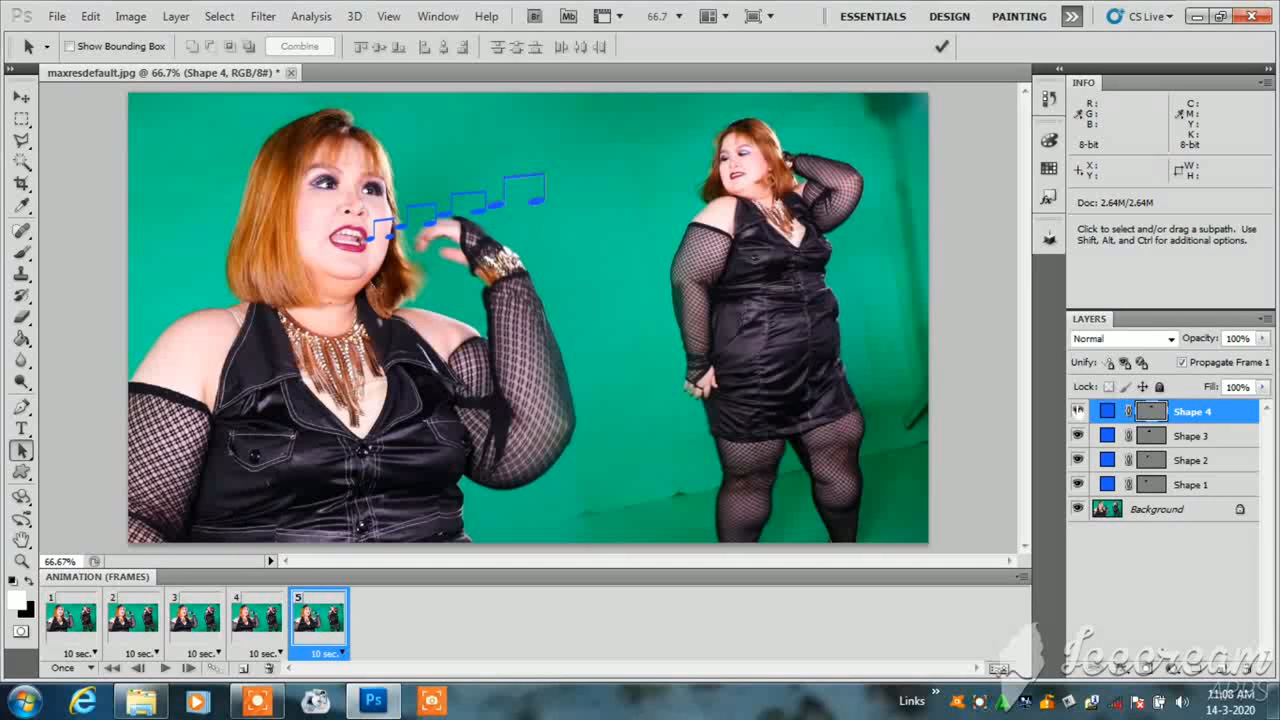 Ps File Edit Image Layer Select Filter Analysis 3D View Window Help Br Mb 66.7 ESSENTIALS DESIGN PAINTING CS Live
Show Bounding Box Combine
maxresdefault.jpg @ 66.7% (Shape 4, RGB/8#) *
INFO
R: C:
G: M:
B: Y:
K:
8-bit 8-bit
X: W:
Y: H:
Doc: 2.64M/2.64M
Click to select and/or drag a subpath. Use
Shift, Alt, and Ctrl for additional options.
LAYERS
Normal Opacity: 100%
Unify: Propagate Frame 1
Lock: Fill: 100%
Shape 4
Shape 3
Shape 2
Shape 1
Background
66.67%
ANIMATION (FRAMES)
1 2 3 4 5
10 sec. 10 sec. 10 sec. 10 sec. 10 sec.
Once
Icecream
APPS
Ps Links 11:08 AM
14-3-2020